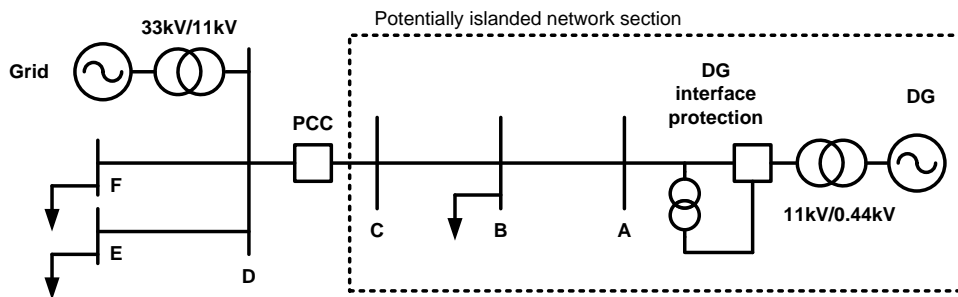 Potentially islanded network section
33kV/11kV
Grid
DG
interface
protection
DG
PCC
F
C
B
A
11kV/0.44kV
E
D